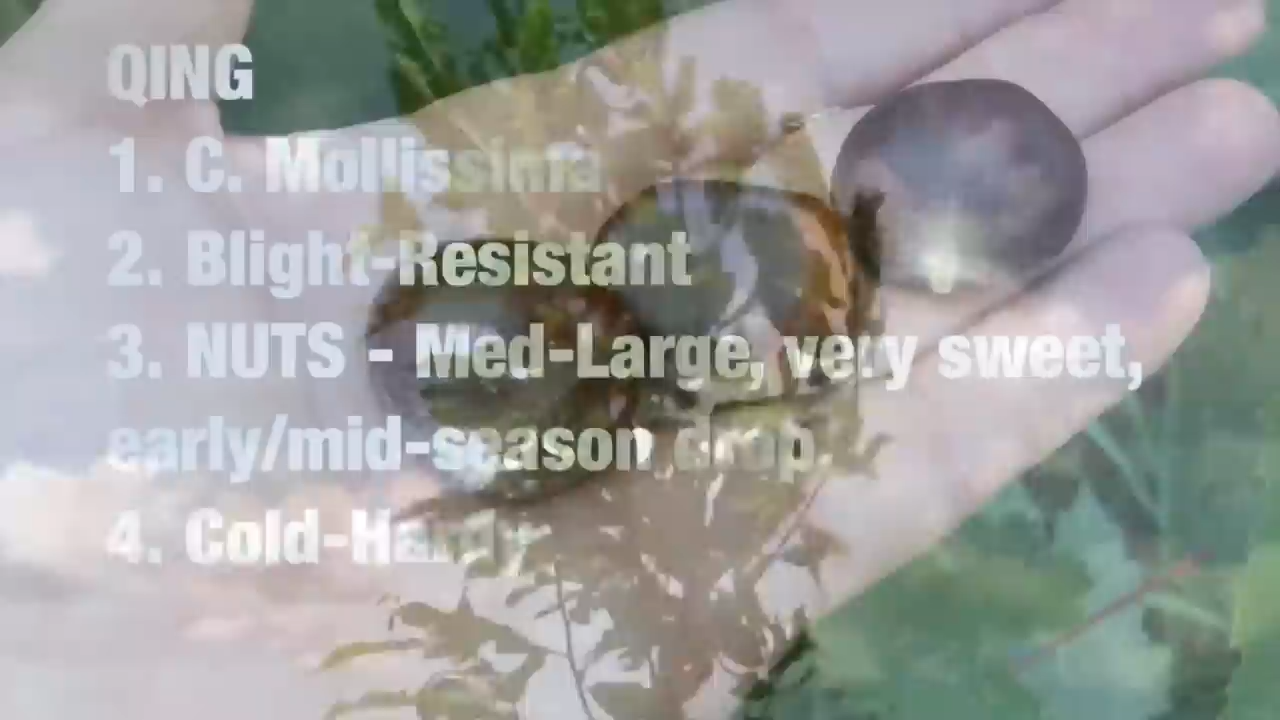 QING
1. C. Mollissima
2. Blight-Resistant
3. NUTS - Med-Large, very sweet,
early/mid-season drop
4. Cold-Hardy